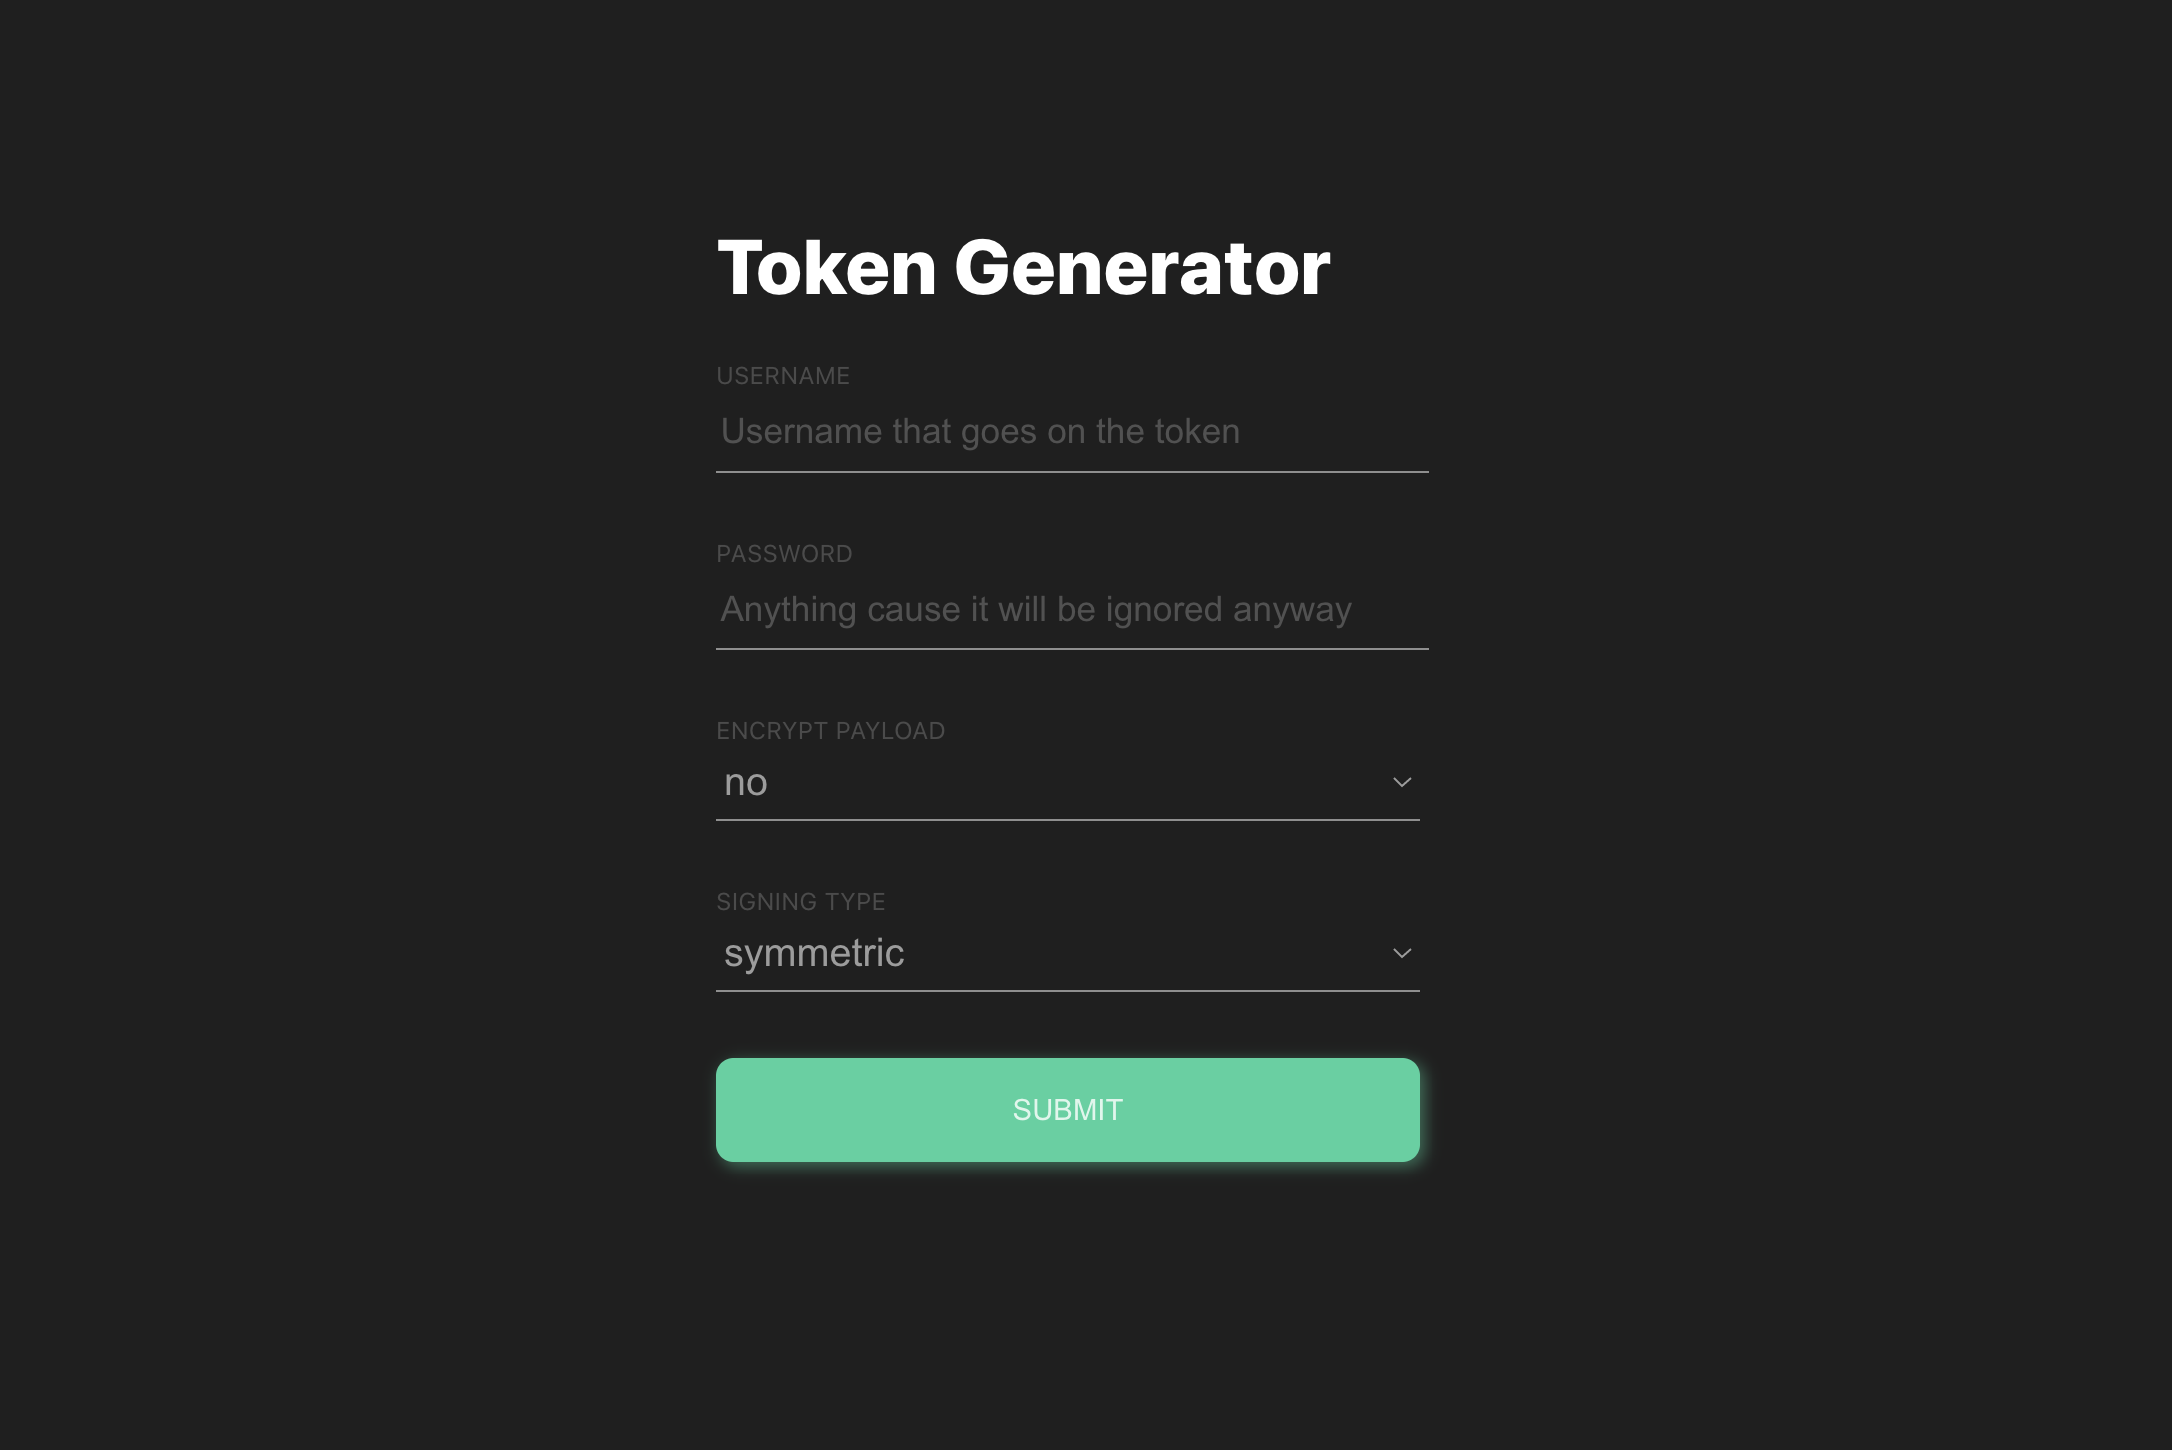 Token Generator
USERNAME
Username that goes on the token
PASSWORD
Anything cause it will be ignored anyway
ENCRYPT PAYLOAD
no
SIGNING TYPE
symmetric
SUBMIT